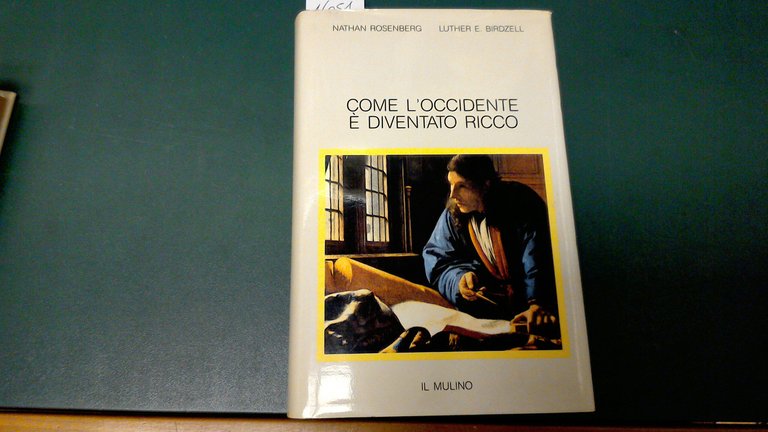 NATHAN ROSENBERG LUTHER E. BIRDZELL
COME L'OCCIDENTE
È DIVENTATO RICCO
IL MULINO